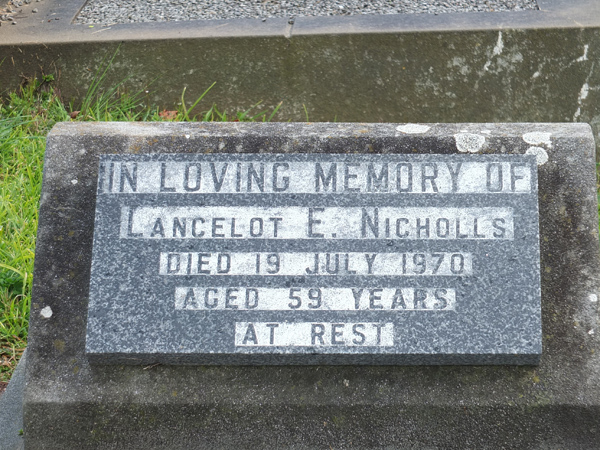 IN LOVING MEMORY OF
LANCELOT E. NICHOLLS
DIED 19 JULY 1970
AGED 59 YEARS
AT REST